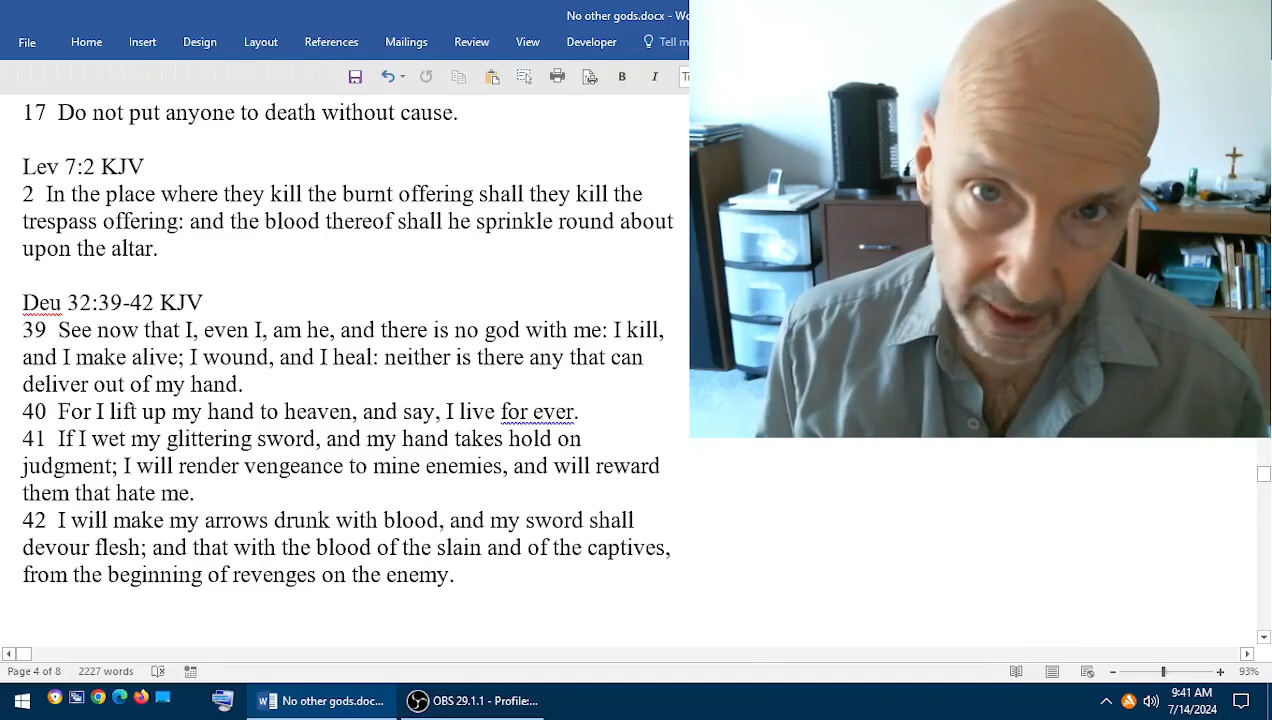 No other gods.docx - Wo
File Home Insert Design Layout References Mailings Review View Developer Tell m
B I
17 Do not put anyone to death without cause.
Lev 7:2 KJV
2 In the place where they kill the burnt offering shall they kill the
trespass offering: and the blood thereof shall he sprinkle round about
upon the altar.
Deu 32:39-42 KJV
39 See now that I, even I, am he, and there is no god with me: I kill,
and I make alive; I wound, and I heal: neither is there any that can
deliver out of my hand.
40 For I lift up my hand to heaven, and say, I live for ever.
41 If I wet my glittering sword, and my hand takes hold on
judgment; I will render vengeance to mine enemies, and will reward
them that hate me.
42 I will make my arrows drunk with blood, and my sword shall
devour flesh; and that with the blood of the slain and of the captives,
from the beginning of revenges on the enemy.
Page 4 of 8 2227 words 93%
No other gods.doc... OBS 29.1.1 - Profile:... 9:41 AM
7/14/2024